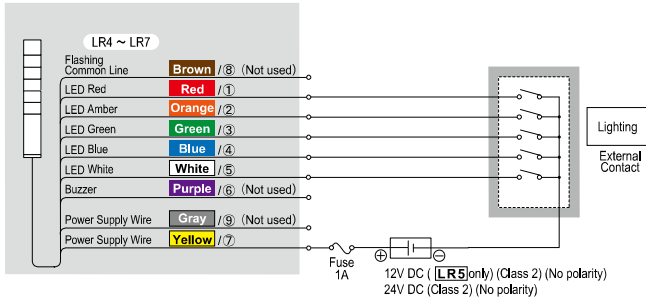 LR4 ~ LR7
Flashing
Common Line Brown /⑧ (Not used)
LED Red Red /①
LED Amber Orange /②
LED Green Green /③
LED Blue Blue /④
LED White White /⑤
Buzzer Purple /⑥ (Not used)
Power Supply Wire Gray /⑨ (Not used)
Power Supply Wire Yellow /⑦
Lighting
External
Contact
Fuse
1A
⊕ ⊖
12V DC ( LR5 only) (Class 2) (No polarity)
24V DC (Class 2) (No polarity)